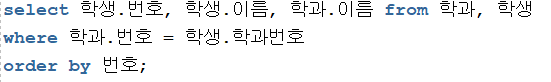 select 학생.번호, 학생.이름, 학과.이름 from 학과, 학생
where 학과.번호 = 학생.학과번호
order by 번호;